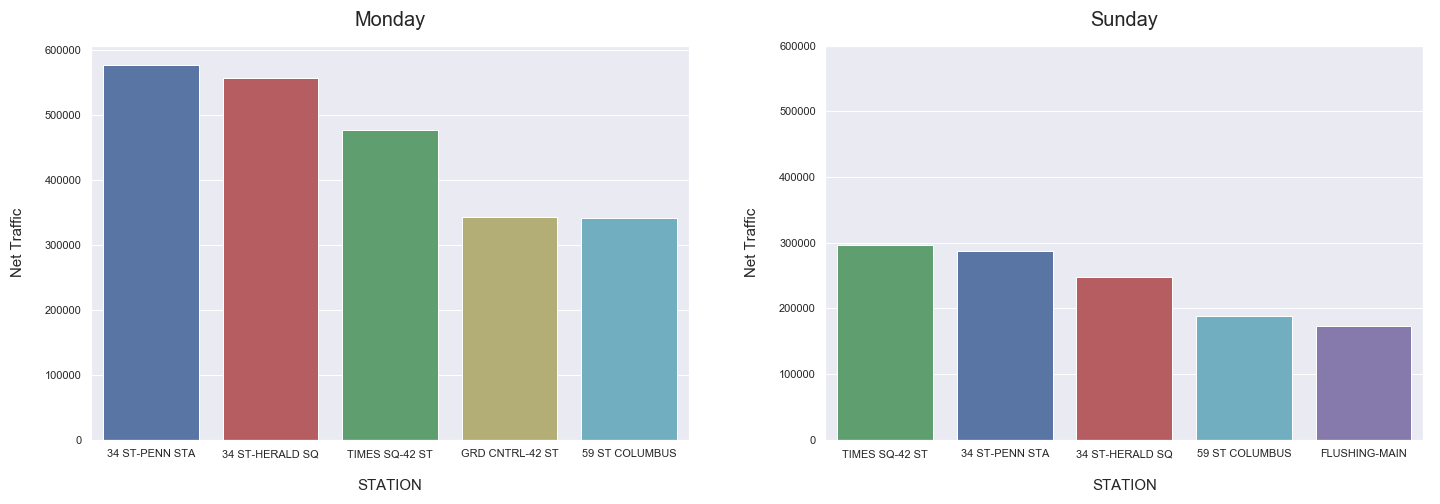 Monday
600000
500000
400000
300000
200000
100000
0
Net Traffic
34 ST-PENN STA 34 ST-HERALD SQ TIMES SQ-42 ST GRD CNTRL-42 ST 59 ST COLUMBUS
STATION
Sunday
600000
500000
400000
300000
200000
100000
0
Net Traffic
TIMES SQ-42 ST 34 ST-PENN STA 34 ST-HERALD SQ 59 ST COLUMBUS FLUSHING-MAIN
STATION